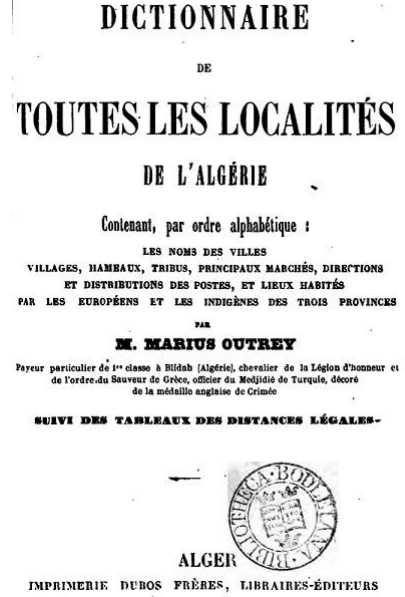 DICTIONNAIRE
DE
TOUTES LES LOCALITÉS
DE L'ALGÉRIE
Contenant, par ordre alphabétique :
LES NOMS DES VILLES
VILLAGES, HAMEAUX, TRIBUS, PRINCIPAUX MARCHÉS, DIRECTIONS
ET DISTRIBUTIONS DES POSTES, ET LIEUX HABITÉS
PAR LES EUROPÉENS ET LES INDIGÈNES DES TROIS PROVINCES
PAR
M. MARIUS OUTREY
Payeur particulier de 1re classe à Blidah (Algérie), chevalier de la Légion d'honneur et
de l'ordre du Sauveur de Grèce, officier du Medjidié de Turquie, décoré
de la médaille anglaise de Crimée
SUIVI DES TABLEAUX DES DISTANCES LÉGALES
BIBLIOTHECA BODLEIANA
ALGER
IMPRIMERIE DUBOS FRÈRES, LIBRAIRES-ÉDITEURS